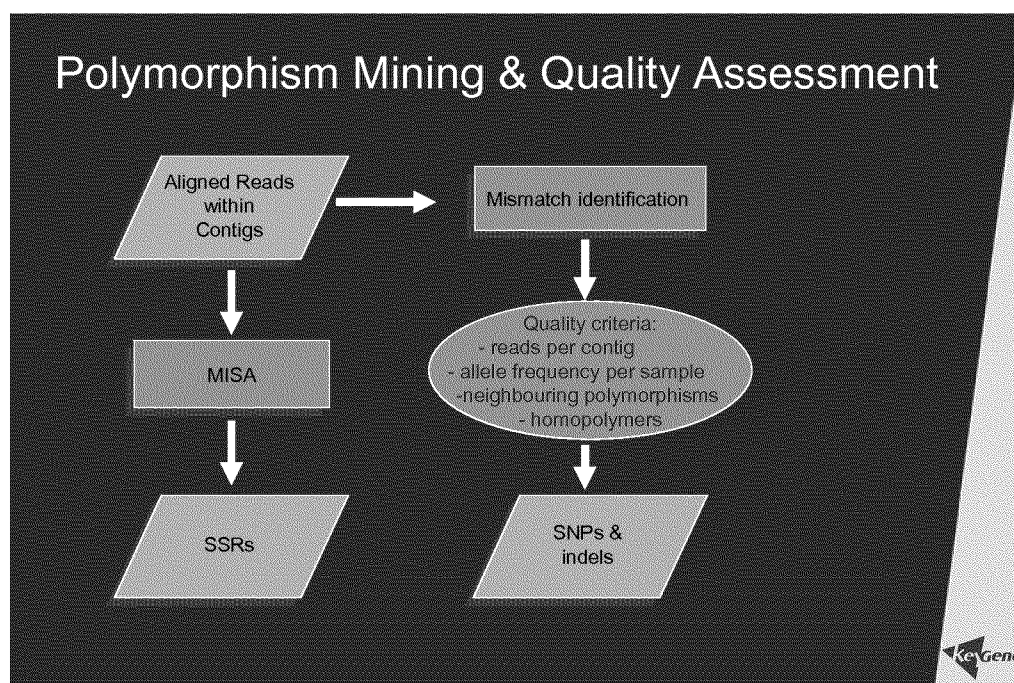 Polymorphism Mining & Quality Assessment
Aligned Reads
within
Contigs
Mismatch identification
Quality criteria:
- reads per contig
- allele frequency per sample
-neighbouring polymorphisms
- homopolymers
MISA
SSRs
SNPs &
indels
KeyGene